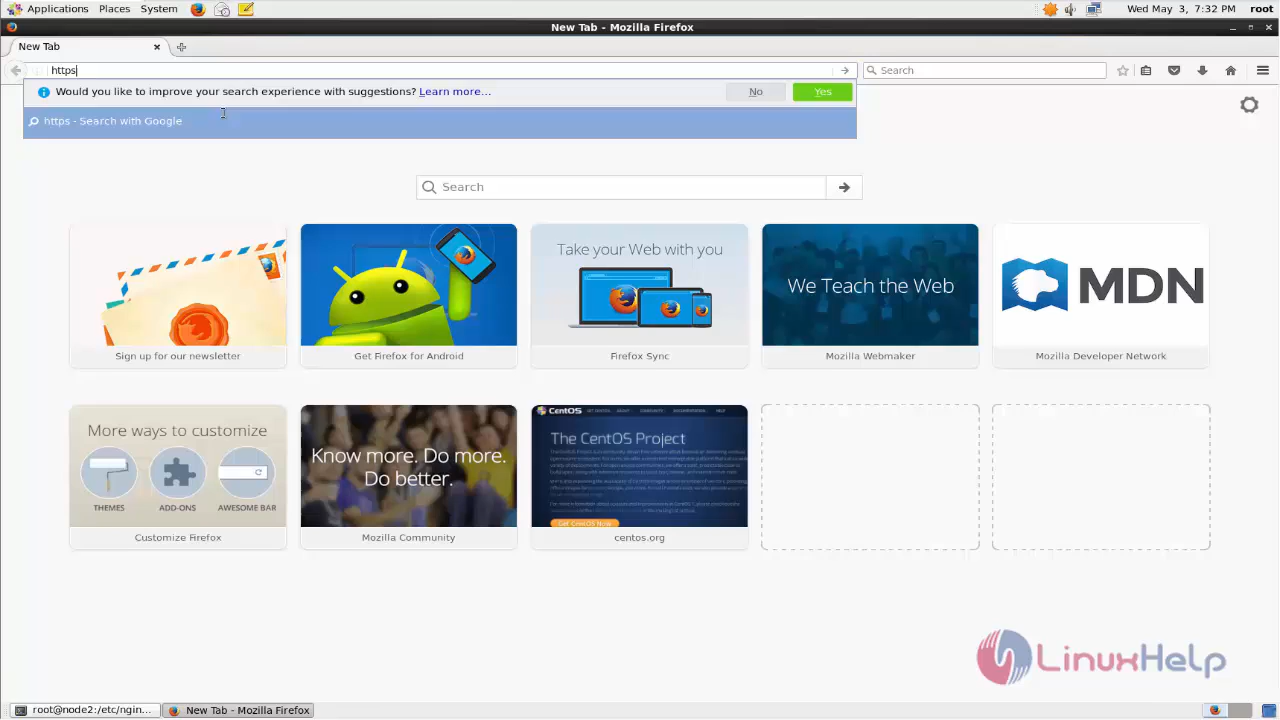 Applications Places System
Wed May 3, 7:32 PM root
New Tab - Mozilla Firefox
New Tab
https
Search
Would you like to improve your search experience with suggestions? Learn more...
No
Yes
https - Search with Google
Search
Sign up for our newsletter
Get Firefox for Android
Take your Web with you
Firefox Sync
We Teach the Web
Mozilla Webmaker
MDN
Mozilla Developer Network
More ways to customize
THEMES
ADD-ONS
AWESOME BAR
Customize Firefox
Know more. Do more.
Do better.
Mozilla Community
CentOS
The CentOS Project
Get CentOS Now
centos.org
LinuxHelp
root@node2:/etc/ngin...
New Tab - Mozilla Firefox